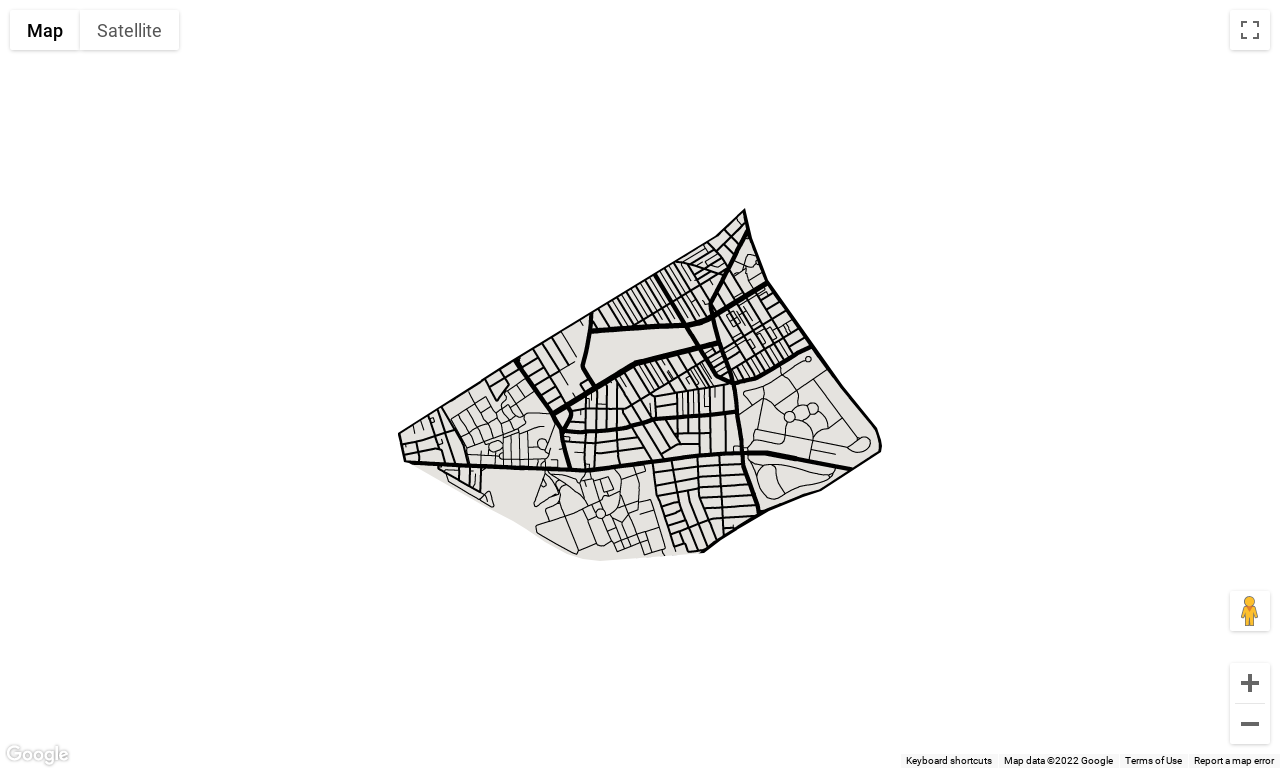 Map Satellite
Google
Keyboard shortcuts Map data ©2022 Google Terms of Use Report a map error